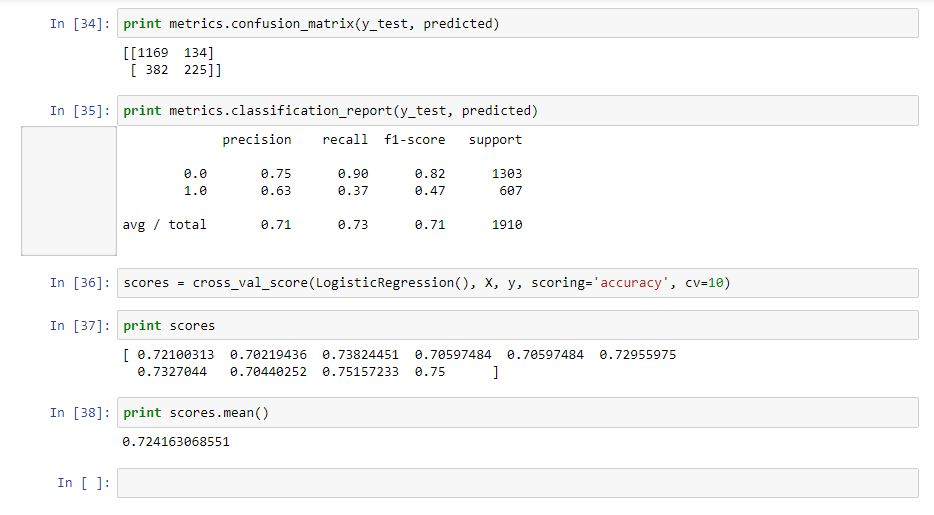 In [34]: print metrics.confusion_matrix(y_test, predicted)
[[1169 134]
[ 382 225]]
In [35]: print metrics.classification_report(y_test, predicted)
precision recall f1-score support
0.0 0.75 0.90 0.82 1303
1.0 0.63 0.37 0.47 607
avg / total 0.71 0.73 0.71 1910
In [36]: scores = cross_val_score(LogisticRegression(), X, y, scoring='accuracy', cv=10)
In [37]: print scores
[ 0.72100313 0.70219436 0.73824451 0.70597484 0.70597484 0.72955975
0.7327044 0.70440252 0.75157233 0.75 ]
In [38]: print scores.mean()
0.724163068551
In [ ]: